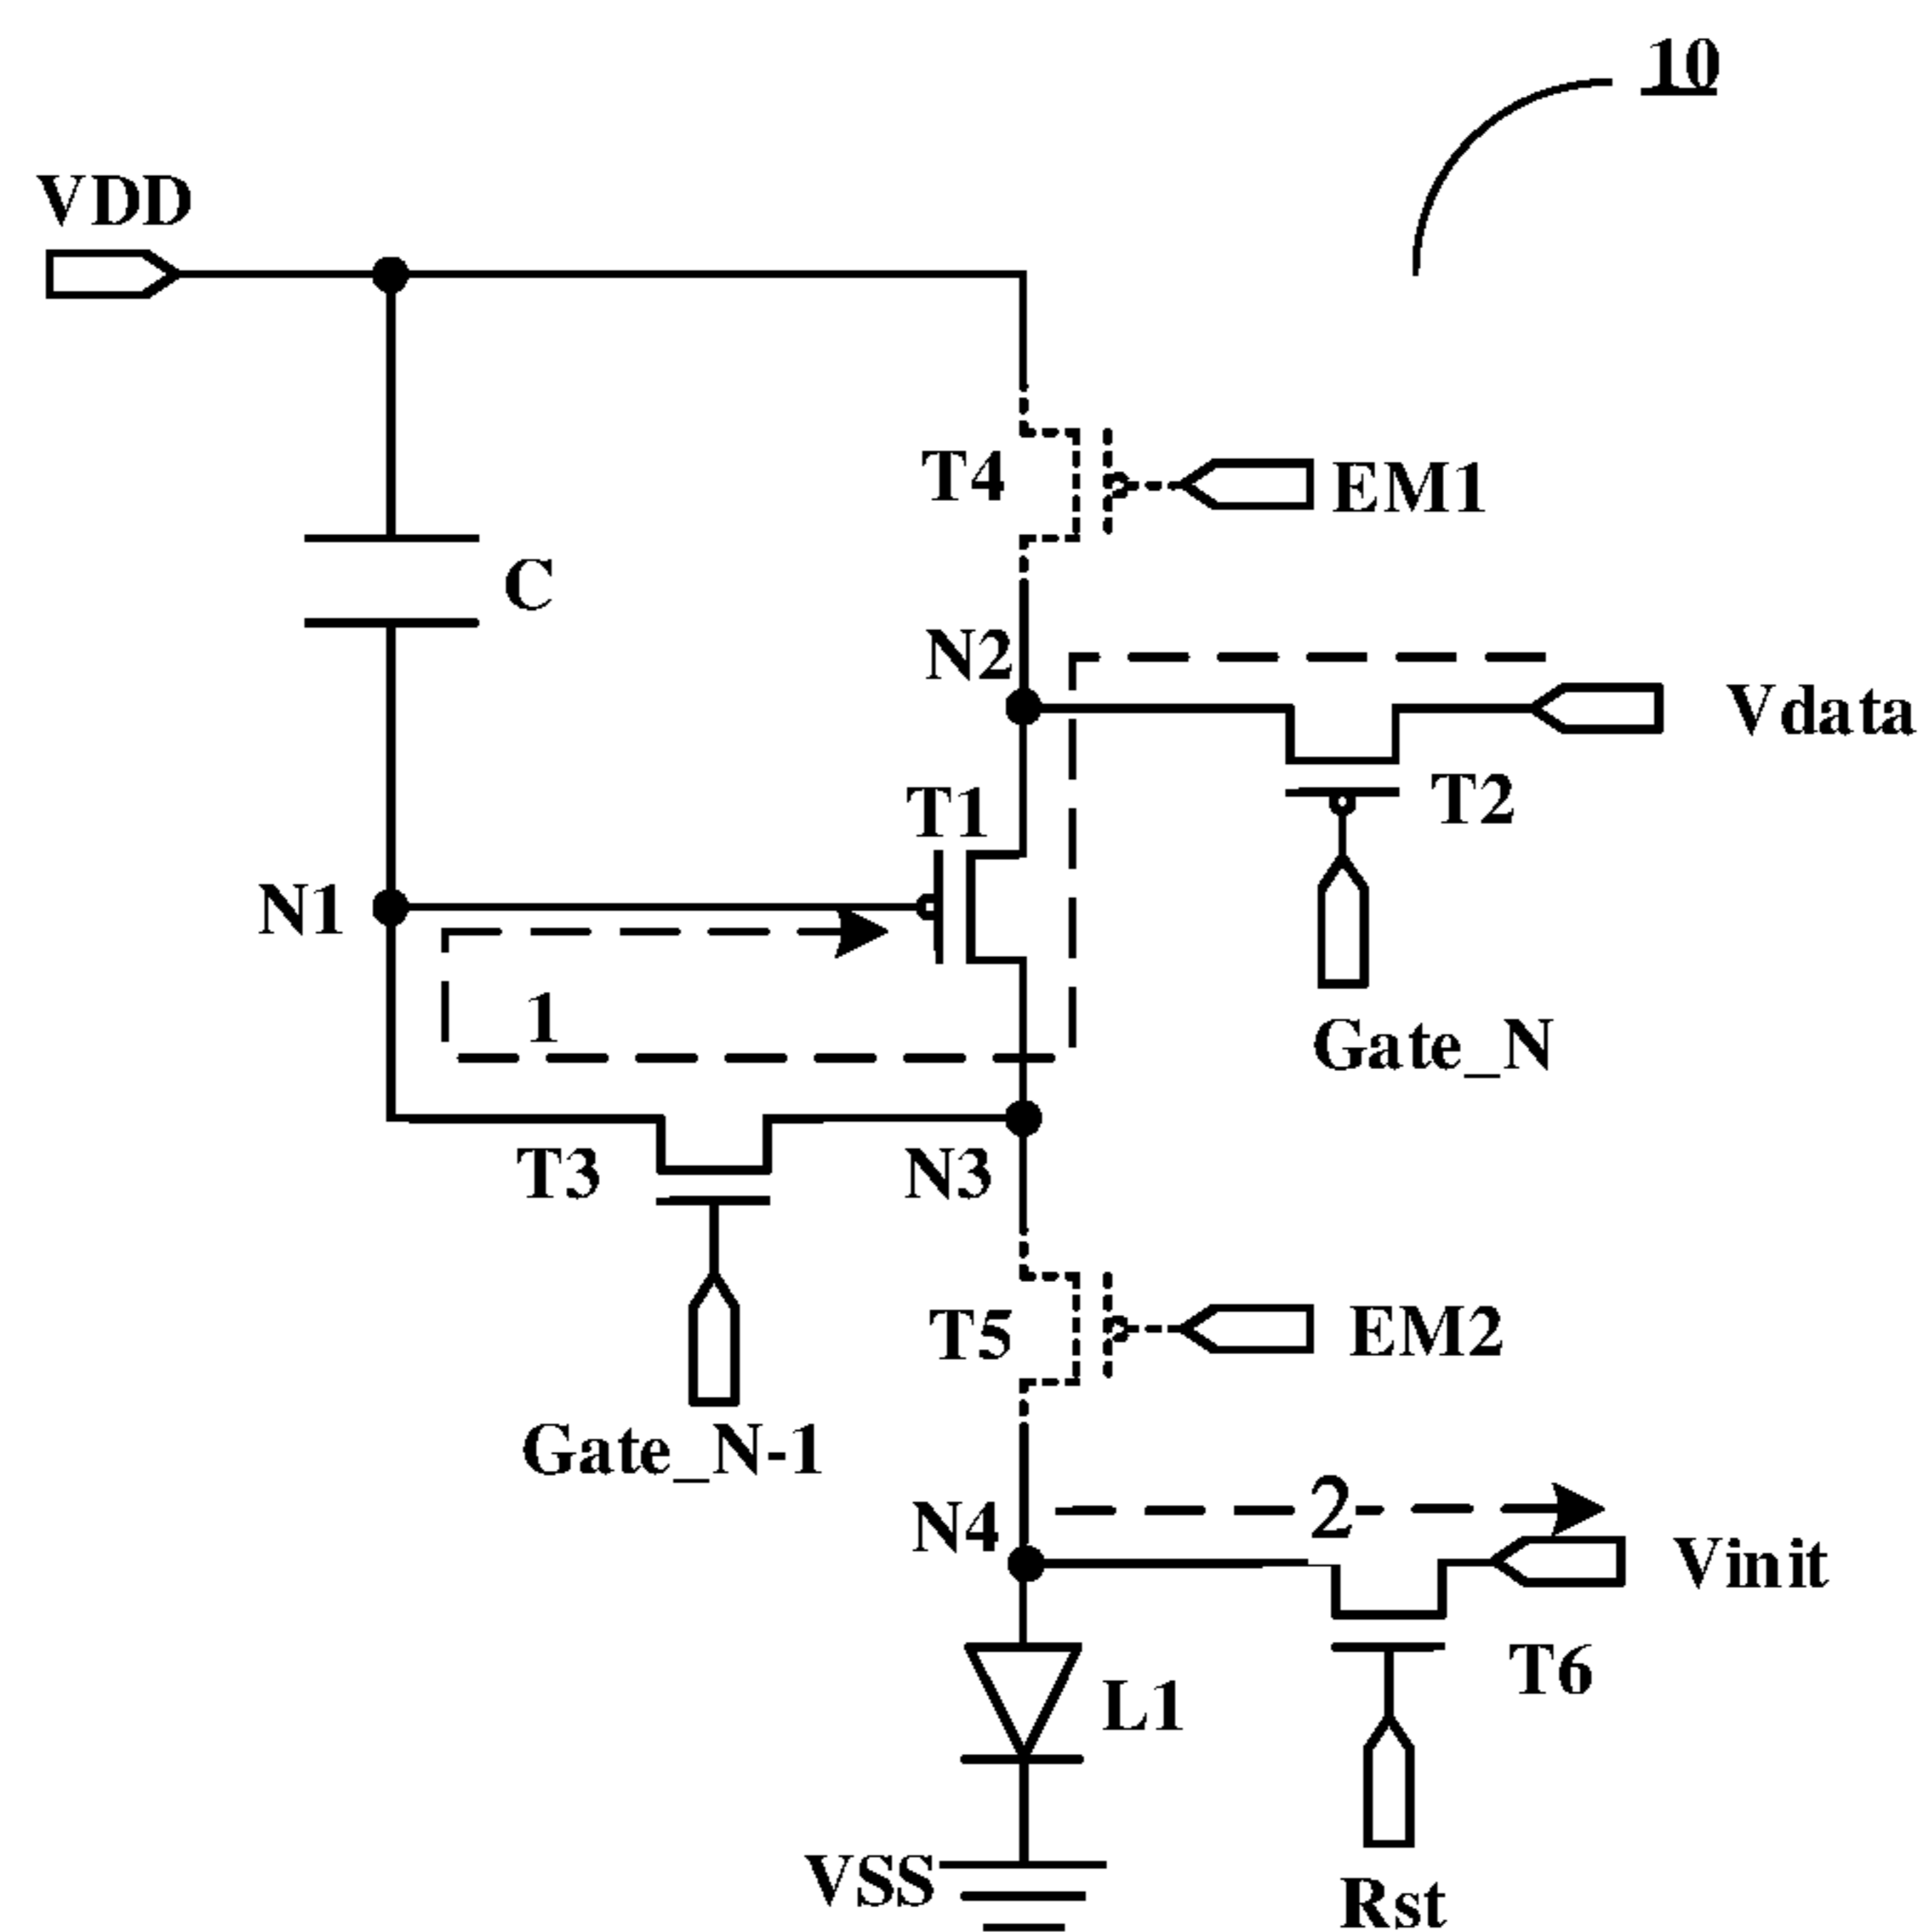 10
VDD
T4
EM1
C
N2
Vdata
T1
T2
N1
1
Gate_N
T3
N3
T5
EM2
Gate_N-1
N4
2
Vinit
T6
L1
VSS
Rst